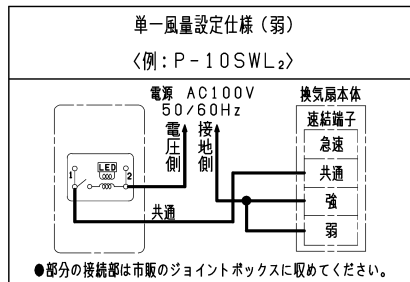 単一風量設定仕様（弱）
〈例：P-10SWL₂〉
電源 AC100V
50/60Hz
電圧側
接地側
換気扇本体
速結端子
急速
共通
強
弱
LED
1
2
共通
●部分の接続部は市販のジョイントボックスに収めてください。